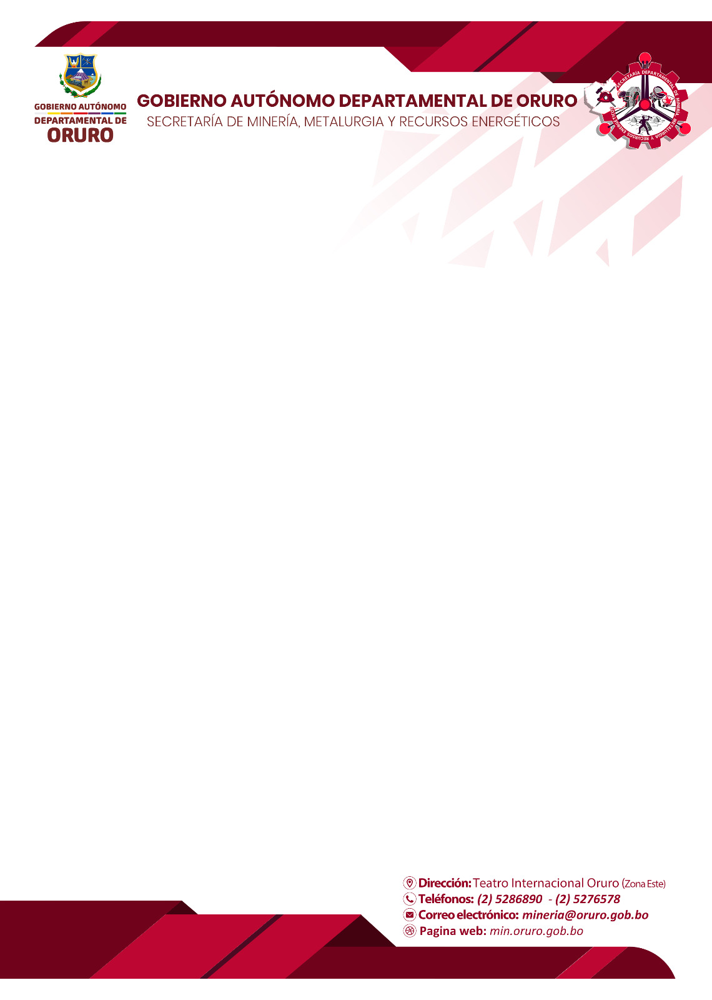 GOBIERNO AUTÓNOMO
DEPARTAMENTAL DE
ORURO
GOBIERNO AUTÓNOMO DEPARTAMENTAL DE ORURO
SECRETARÍA DE MINERÍA, METALURGIA Y RECURSOS ENERGÉTICOS
SECRETARÍA DEPARTAMENTAL DE MINERÍA METALURGIA Y RECURSOS ENERGÉTICOS
Dirección: Teatro Internacional Oruro (Zona Este)
Teléfonos: (2) 5286890 - (2) 5276578
Correo electrónico: mineria@oruro.gob.bo
Pagina web: min.oruro.gob.bo